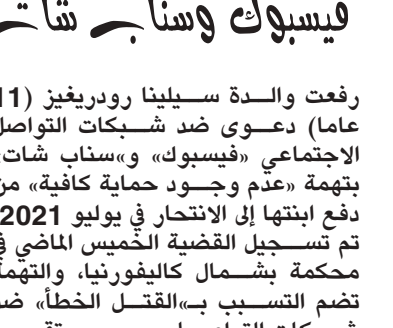 فيسبوك وسناب شات
رفعت والدة سيلينا رودريغيز (11
عاما) دعوى ضد شبكات التواصل
الاجتماعي «فيسبوك» و»سناب شات»
بتهمة «عدم وجود حماية كافية» من
دفع ابنتها إلى الانتحار في يوليو 2021
تم تسجيل القضية الخميس الماضي في
محكمة بشمال كاليفورنيا، والتهمة
تضم التسبب بـ»القتل الخطأ» ضد